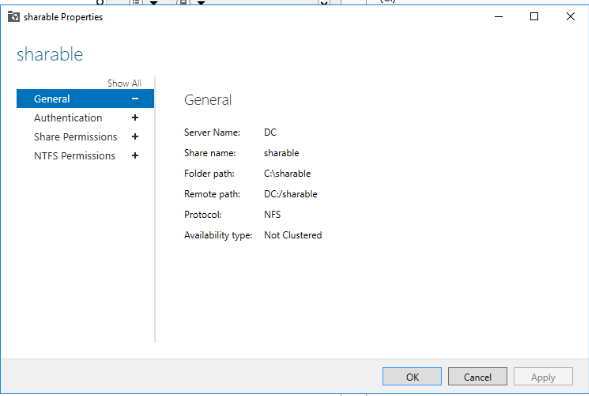 sharable Properties
sharable
Show All
General
Authentication
Share Permissions
NTFS Permissions
General
Server Name: DC
Share name: sharable
Folder path: C:\sharable
Remote path: DC:/sharable
Protocol: NFS
Availability type: Not Clustered
OK Cancel Apply